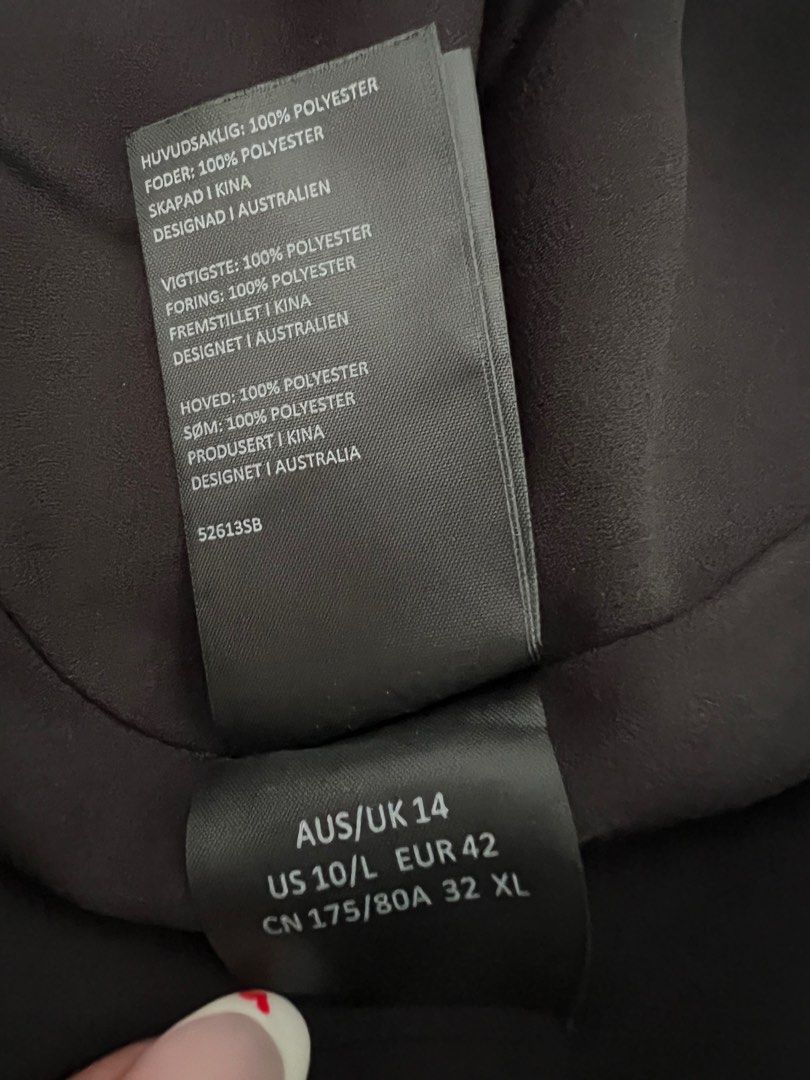 HUVUDSAKLIG: 100% POLYESTER
FODER: 100% POLYESTER
SKAPAD I KINA
DESIGNAD I AUSTRALIEN
VIGTIGSTE: 100% POLYESTER
FORING: 100% POLYESTER
FREMSTILLET I KINA
DESIGNET I AUSTRALIEN
HOVED: 100% POLYESTER
SØM: 100% POLYESTER
PRODUSERT I KINA
DESIGNET I AUSTRALIA
52613SB
AUS/UK 14
US 10/L EUR 42
CN 175/80A 32 XL